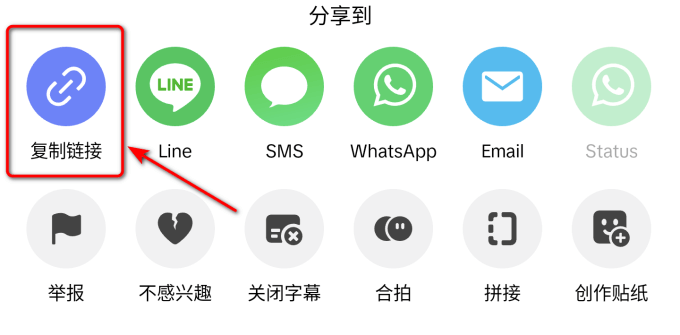 分享到
LINE
复制链接
Line
SMS
WhatsApp
Email
Status
举报
不感兴趣
关闭字幕
合拍
拼接
创作贴纸